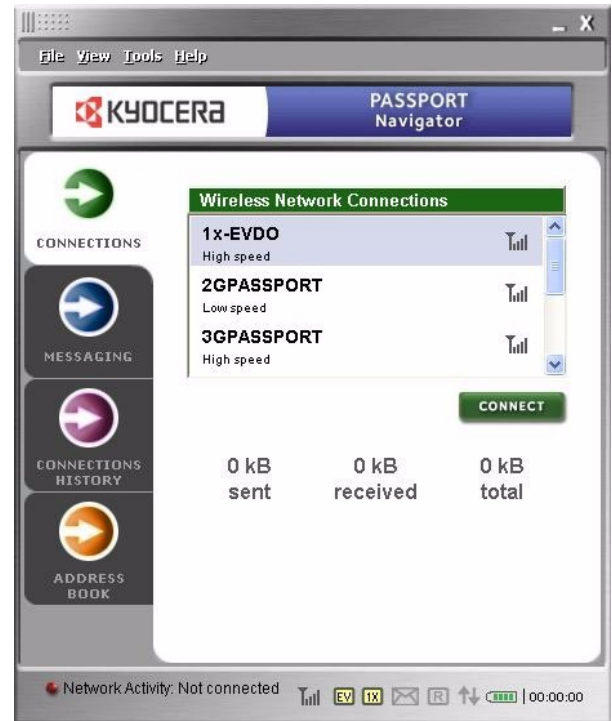 X
File View Tools Help
KYOCERA
PASSPORT
Navigator
CONNECTIONS
MESSAGING
CONNECTIONS
HISTORY
ADDRESS
BOOK
Wireless Network Connections
1x-EVDO
High speed
2GPASSPORT
Low speed
3GPASSPORT
High speed
CONNECT
0 kB 0 kB 0 kB
sent received total
Network Activity: Not connected EV 1X R | 00:00:00